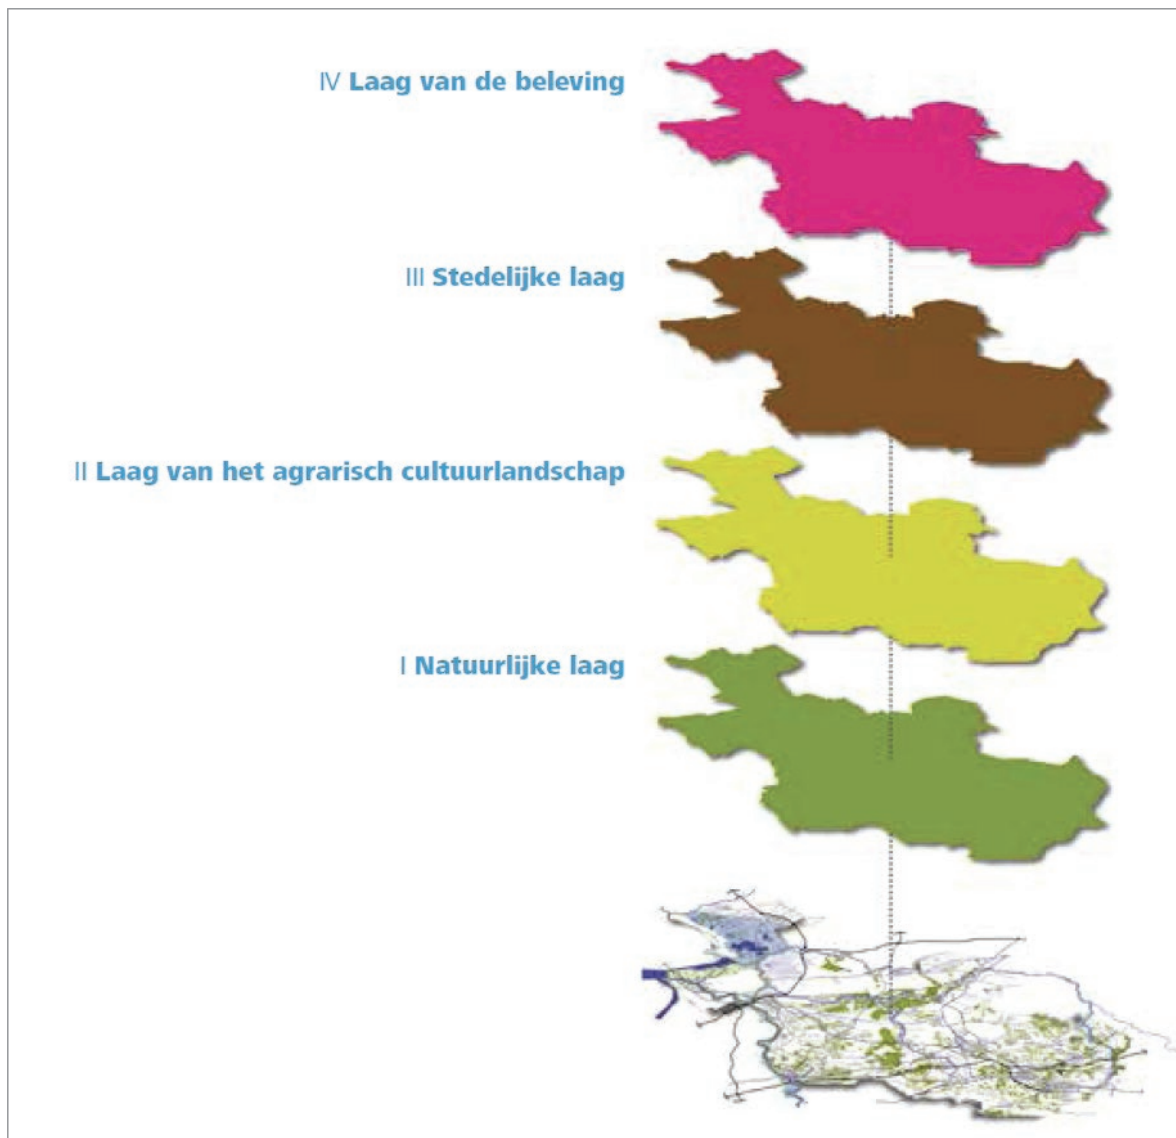 IV Laag van de beleving
III Stedelijke laag
II Laag van het agrarisch cultuurlandschap
I Natuurlijke laag